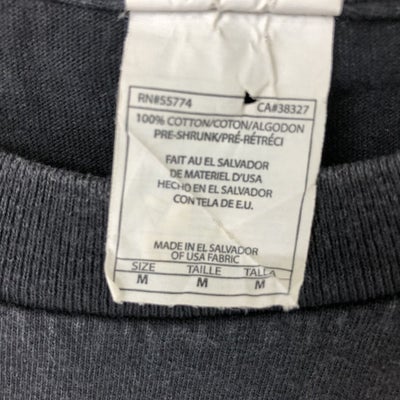 RN#55774 CA#38327
100% COTTON/COTON/ALGODON
PRE-SHRUNK/PRÉ-RÉTRÉCI
FAIT AU EL SALVADOR
DE MATERIEL D'USA
HECHO EN EL SALVADOR
CON TELA DE E.U.
MADE IN EL SALVADOR
OF USA FABRIC
SIZE TAILLE TALLA
M M M